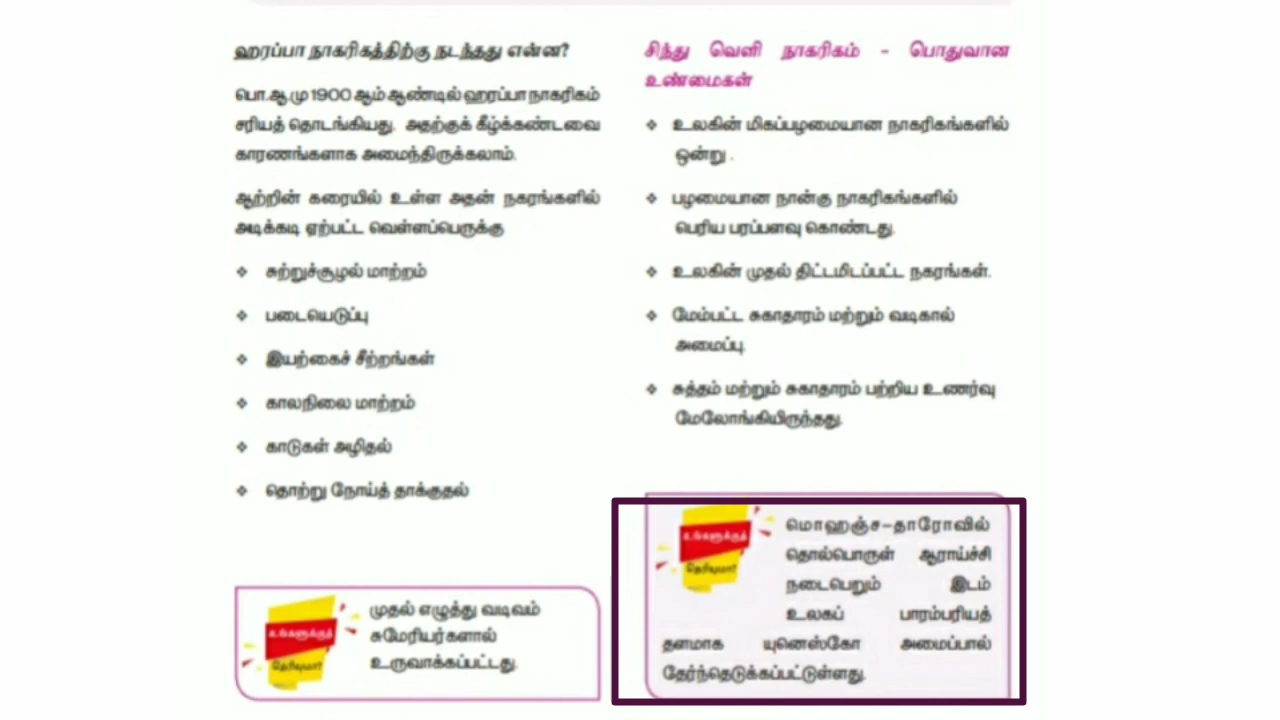 ஹரப்பா நாகரிகத்திற்கு நடந்தது என்ன?
பொ.ஆ.மு 1900 ஆம் ஆண்டில் ஹரப்பா நாகரிகம்
சரியத் தொடங்கியது. அதற்குக் கீழ்க்கண்டவை
காரணங்களாக அமைந்திருக்கலாம்.
ஆற்றின் கரையில் உள்ள அதன் நகரங்களில்
அடிக்கடி ஏற்பட்ட வெள்ளப்பெருக்கு
❖ சுற்றுச்சூழல் மாற்றம்
❖ படையெடுப்பு
❖ இயற்கைச் சீற்றங்கள்
❖ காலநிலை மாற்றம்
❖ காடுகள் அழிதல்
❖ தொற்று நோய்த் தாக்குதல்
உங்களுக்குத்
தெரியுமா?
முதல் எழுத்து வடிவம்
சுமேரியர்களால்
உருவாக்கப்பட்டது.
சிந்து வெளி நாகரிகம் - பொதுவான
உண்மைகள்
❖ உலகின் மிகப்பழமையான நாகரிகங்களில்
ஒன்று .
❖ பழமையான நான்கு நாகரிகங்களில்
பெரிய பரப்பளவு கொண்டது.
❖ உலகின் முதல் திட்டமிடப்பட்ட நகரங்கள்.
❖ மேம்பட்ட சுகாதாரம் மற்றும் வடிகால்
அமைப்பு.
❖ சுத்தம் மற்றும் சுகாதாரம் பற்றிய உணர்வு
மேலோங்கியிருந்தது.
உங்களுக்குத்
தெரியுமா?
மொஹஞ்ச-தாரோவில்
தொல்பொருள் ஆராய்ச்சி
நடைபெறும் இடம்
உலகப் பாரம்பரியத்
தளமாக யுனெஸ்கோ அமைப்பால்
தேர்ந்தெடுக்கப்பட்டுள்ளது.